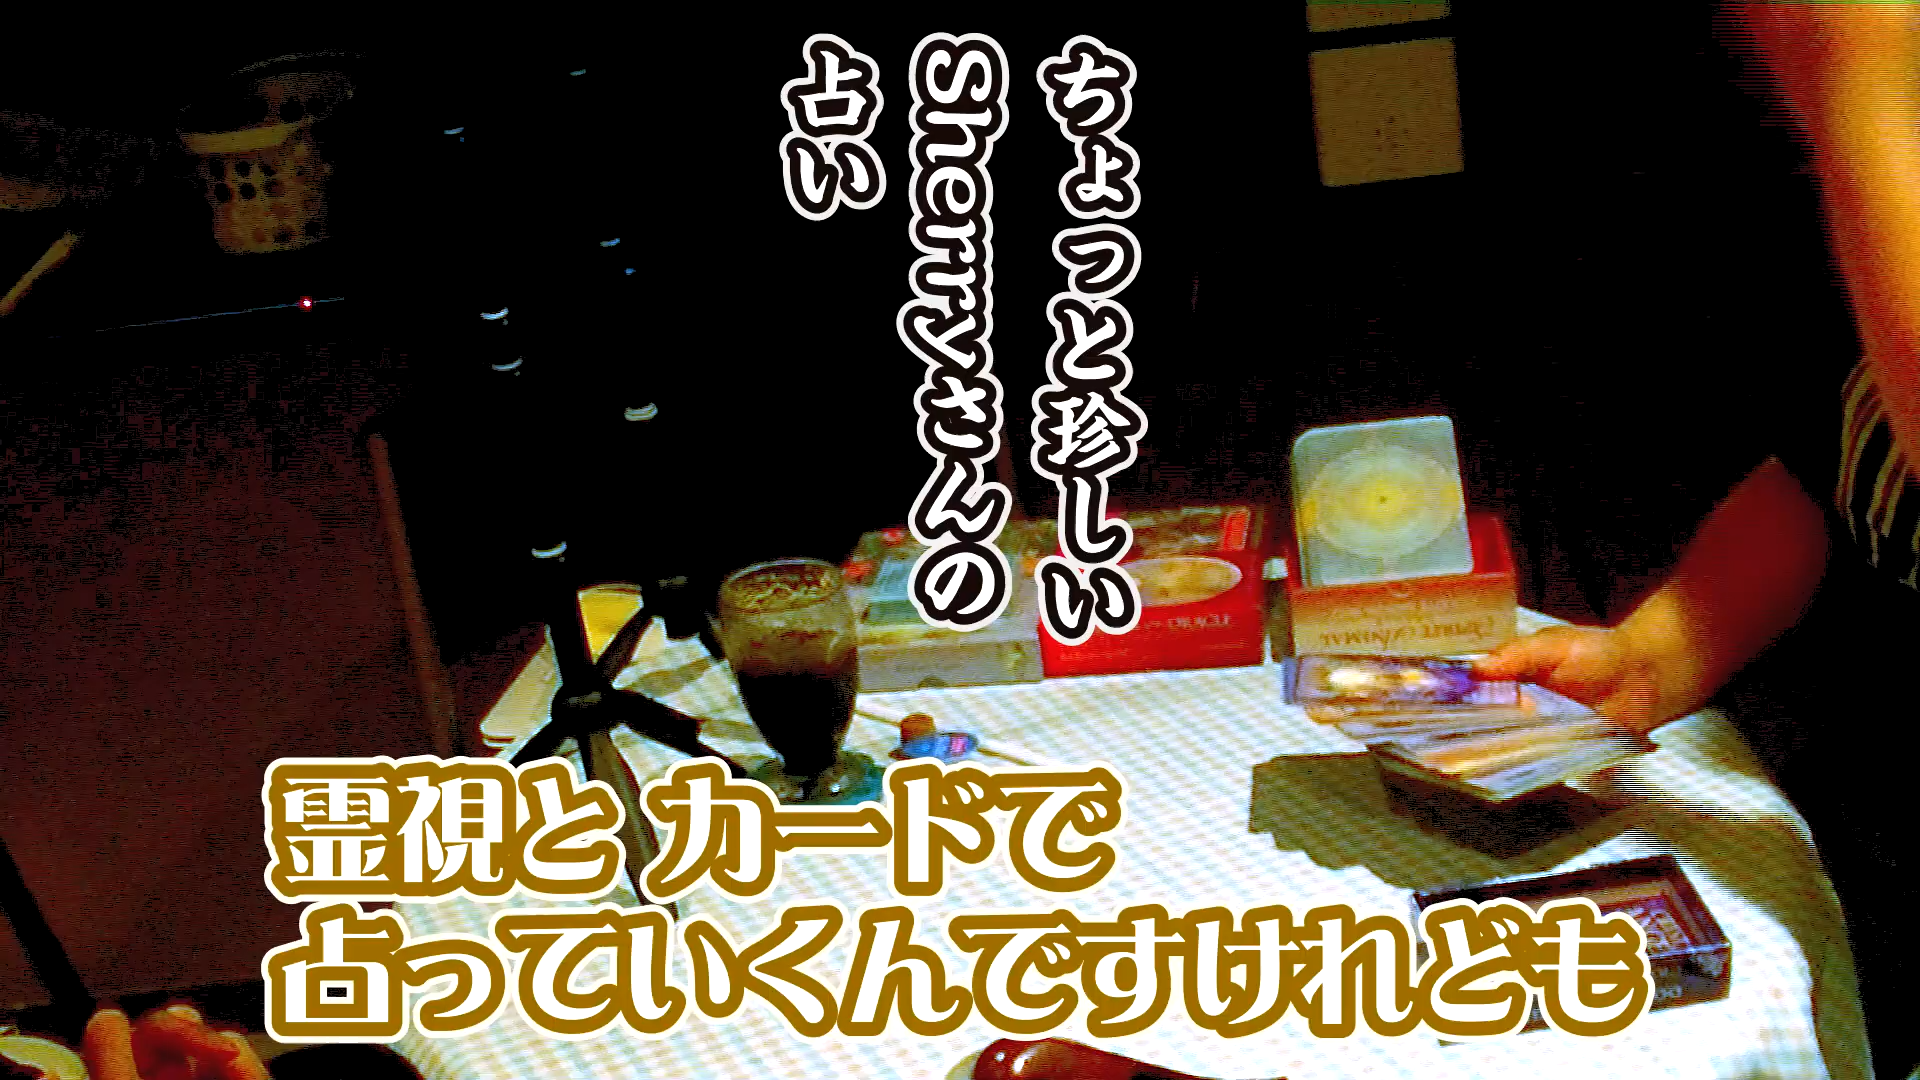 ちょっと珍しい
Sherryさんの
占い
ORACLE
霊視と カードで
占っていくんですけれども